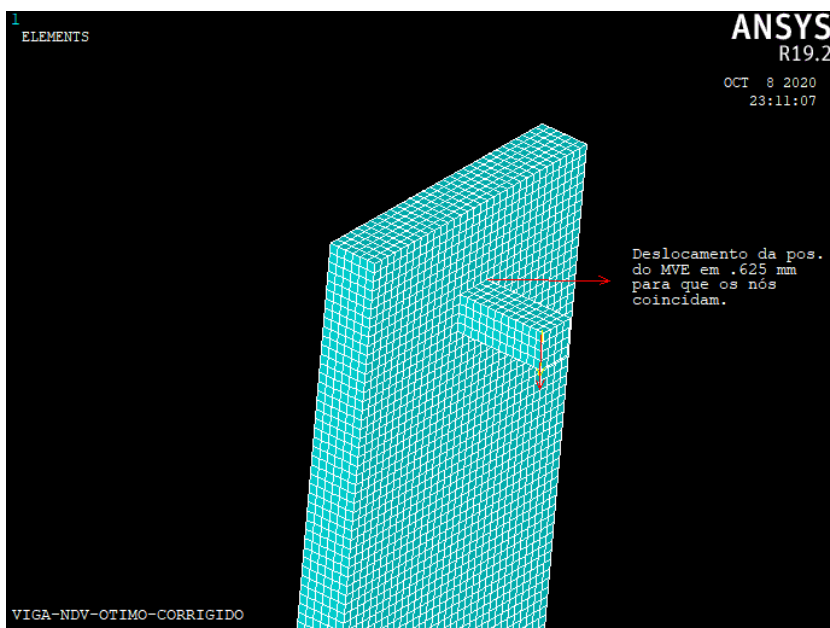 1
ELEMENTS
ANSYS
R19.2
OCT 8 2020
23:11:07
Deslocamento da pos.
do MVE em .625 mm
para que os nós
coincidam.
VIGA-NDV-OTIMO-CORRIGIDO